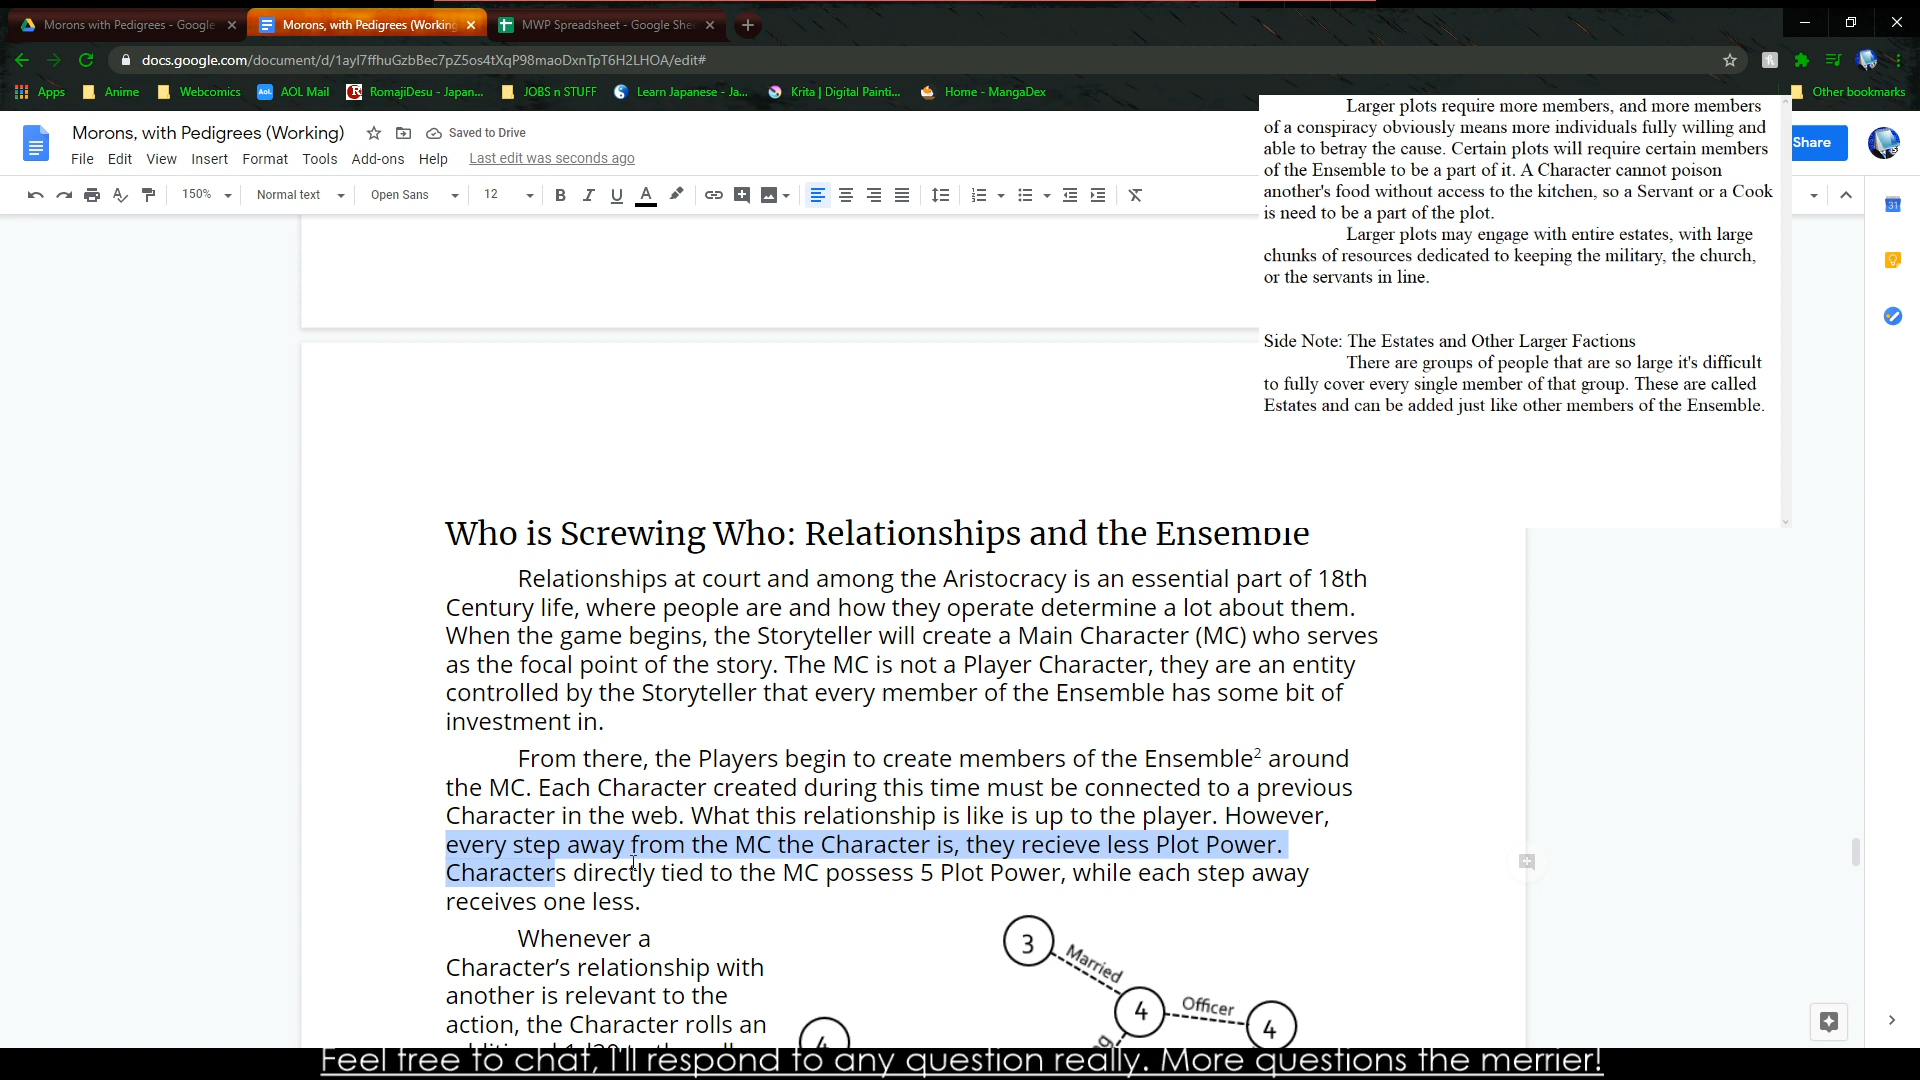 Morons with Pedigrees - Google
Morons, with Pedigrees (Working
MWP Spreadsheet - Google She
docs.google.com/document/d/1ayl7ffhuGzbBec7pZ5os4tXqP98maoDxnTpT6H2LHOA/edit#
Apps
Anime
Webcomics
AOL Mail
RomajiDesu - Japan...
JOBS n STUFF
Learn Japanese - Ja...
Krita | Digital Painti...
Home - MangaDex
Other bookmarks
Morons, with Pedigrees (Working)
Saved to Drive
File Edit View Insert Format Tools Add-ons Help Last edit was seconds ago
Share
150% Normal text Open Sans 12
Larger plots require more members, and more members
of a conspiracy obviously means more individuals fully willing and
able to betray the cause. Certain plots will require certain members
of the Ensemble to be a part of it. A Character cannot poison
another's food without access to the kitchen, so a Servant or a Cook
is need to be a part of the plot.
Larger plots may engage with entire estates, with large
chunks of resources dedicated to keeping the military, the church,
or the servants in line.
Side Note: The Estates and Other Larger Factions
There are groups of people that are so large it's difficult
to fully cover every single member of that group. These are called
Estates and can be added just like other members of the Ensemble.
Who is Screwing Who: Relationships and the Ensemble
Relationships at court and among the Aristocracy is an essential part of 18th
Century life, where people are and how they operate determine a lot about them.
When the game begins, the Storyteller will create a Main Character (MC) who serves
as the focal point of the story. The MC is not a Player Character, they are an entity
controlled by the Storyteller that every member of the Ensemble has some bit of
investment in.
From there, the Players begin to create members of the Ensemble² around
the MC. Each Character created during this time must be connected to a previous
Character in the web. What this relationship is like is up to the player. However,
every step away from the MC the Character is, they recieve less Plot Power.
Characters directly tied to the MC possess 5 Plot Power, while each step away
receives one less.
Whenever a
Character's relationship with
another is relevant to the
action, the Character rolls an
3
Married
4
Officer
4
4
Feel free to chat, I'll respond to any question really. More questions the merrier!